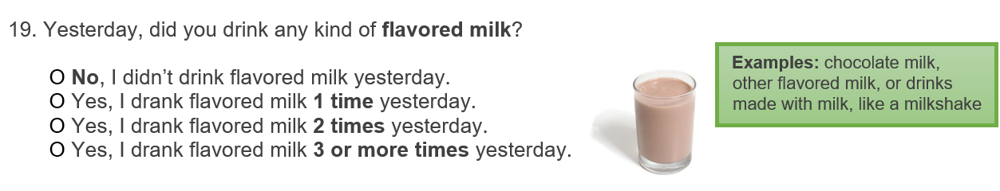 19. Yesterday, did you drink any kind of flavored milk?
O No, I didn’t drink flavored milk yesterday.
O Yes, I drank flavored milk 1 time yesterday.
O Yes, I drank flavored milk 2 times yesterday.
O Yes, I drank flavored milk 3 or more times yesterday.
Examples: chocolate milk,
other flavored milk, or drinks
made with milk, like a milkshake